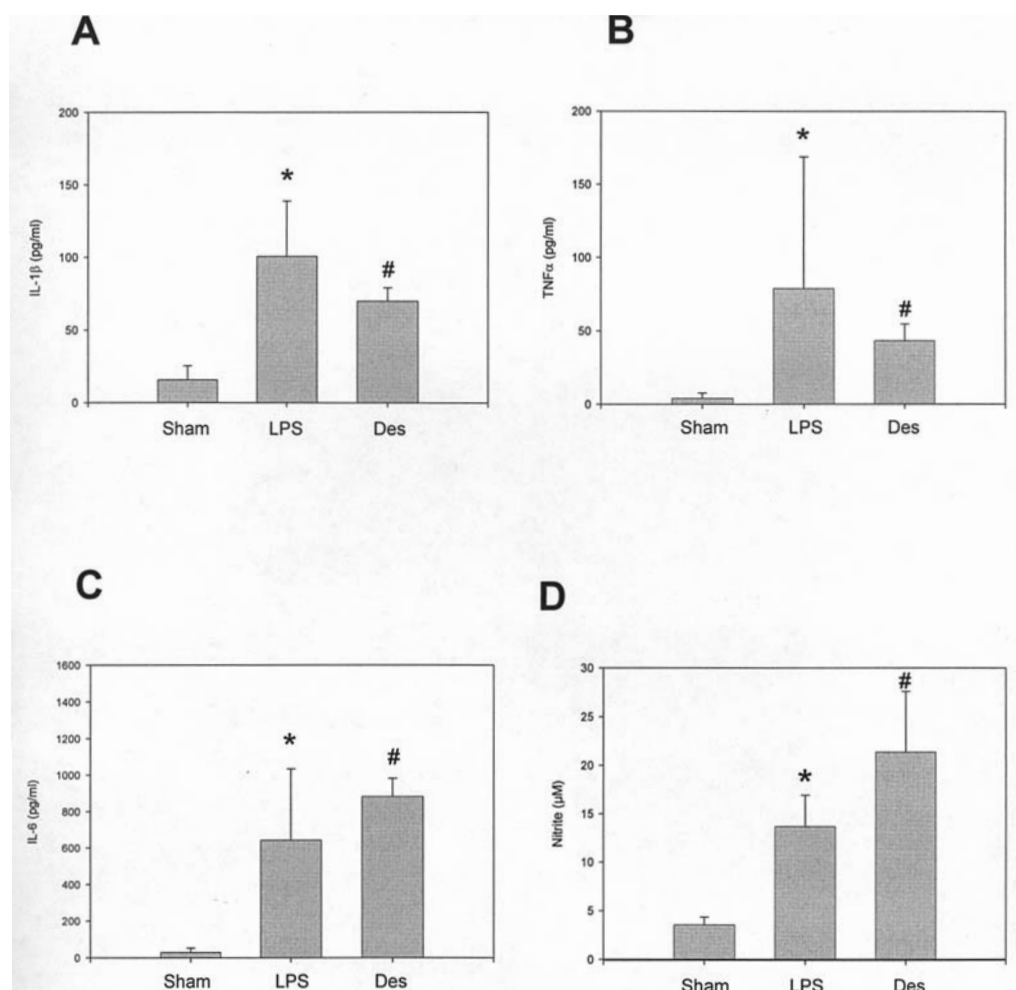 A
200
150
100
50
0
IL-1β (pg/ml)
*
#
Sham LPS Des
B
200
150
100
50
0
TNFα (pg/ml)
*
#
Sham LPS Des
C
1600
1400
1200
1000
800
600
400
200
0
IL-6 (pg/ml)
*
#
Sham LPS Des
D
30
25
20
15
10
5
0
Nitrite (µM)
*
#
Sham LPS Des